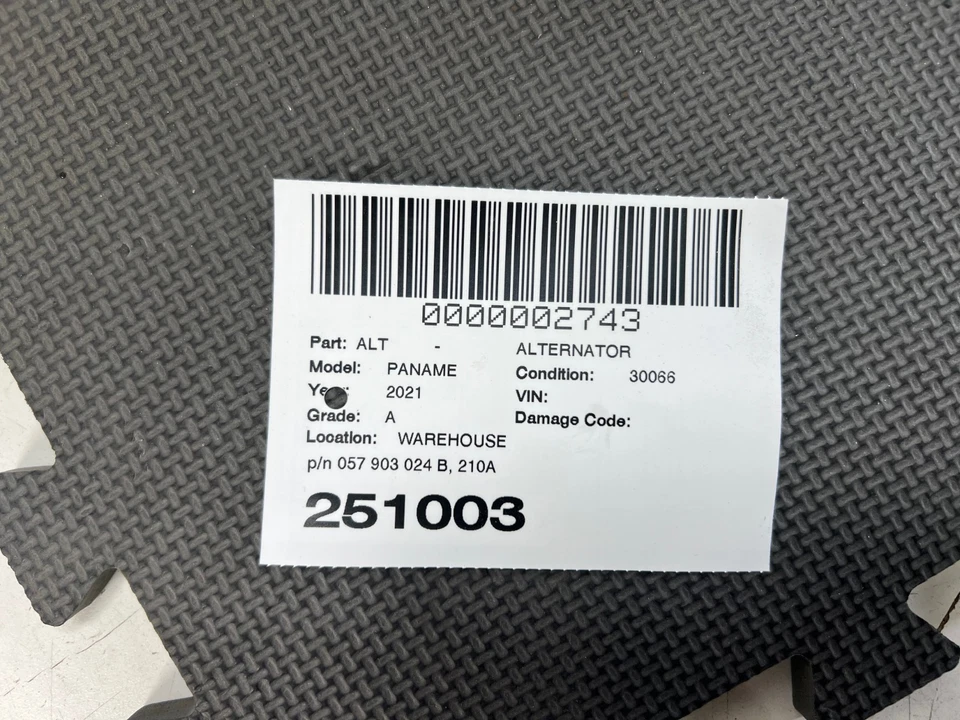 0000002743
Part: ALT - ALTERNATOR
Model: PANAME Condition: 30066
2021 VIN:
Grade: A Damage Code:
Location: WAREHOUSE
p/n 057 903 024 B, 210A
251003